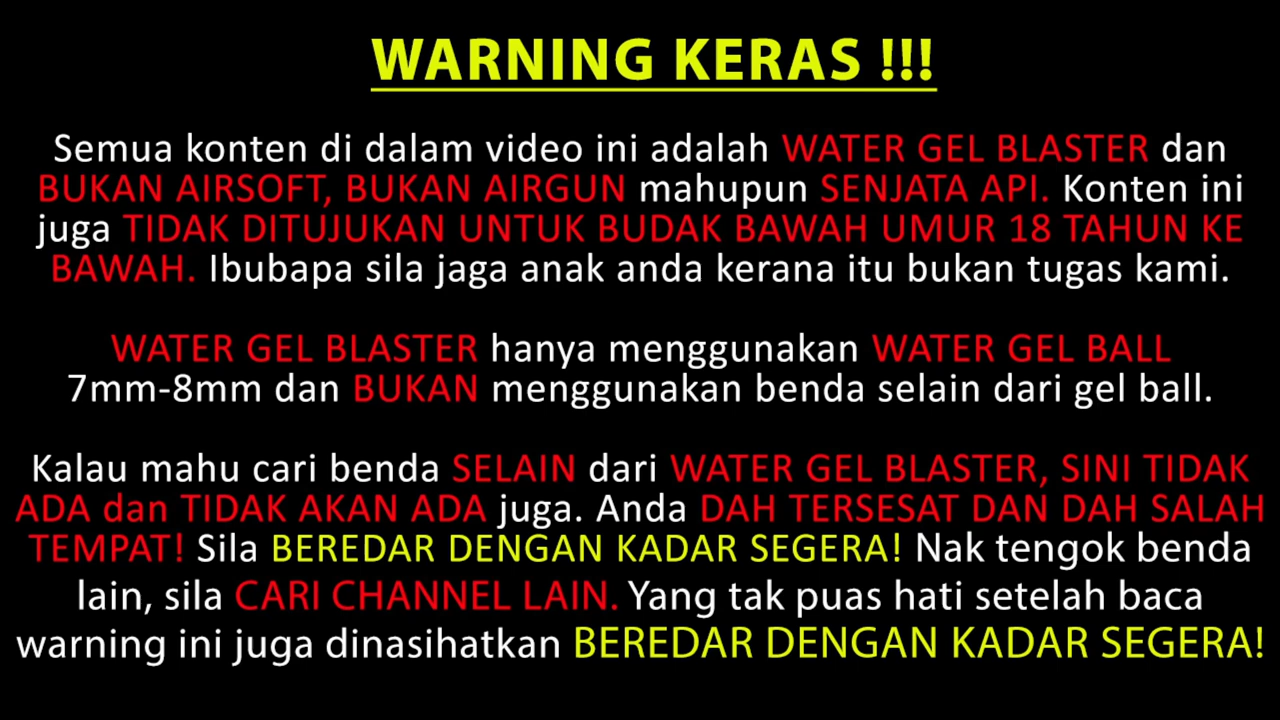 WARNING KERAS !!!
Semua konten di dalam video ini adalah WATER GEL BLASTER dan
BUKAN AIRSOFT, BUKAN AIRGUN mahupun SENJATA API. Konten ini
juga TIDAK DITUJUKAN UNTUK BUDAK BAWAH UMUR 18 TAHUN KE
BAWAH. Ibubapa sila jaga anak anda kerana itu bukan tugas kami.
WATER GEL BLASTER hanya menggunakan WATER GEL BALL
7mm-8mm dan BUKAN menggunakan benda selain dari gel ball.
Kalau mahu cari benda SELAIN dari WATER GEL BLASTER, SINI TIDAK
ADA dan TIDAK AKAN ADA juga. Anda DAH TERSESAT DAN DAH SALAH
TEMPAT! Sila BEREDAR DENGAN KADAR SEGERA! Nak tengok benda
lain, sila CARI CHANNEL LAIN. Yang tak puas hati setelah baca
warning ini juga dinasihatkan BEREDAR DENGAN KADAR SEGERA!